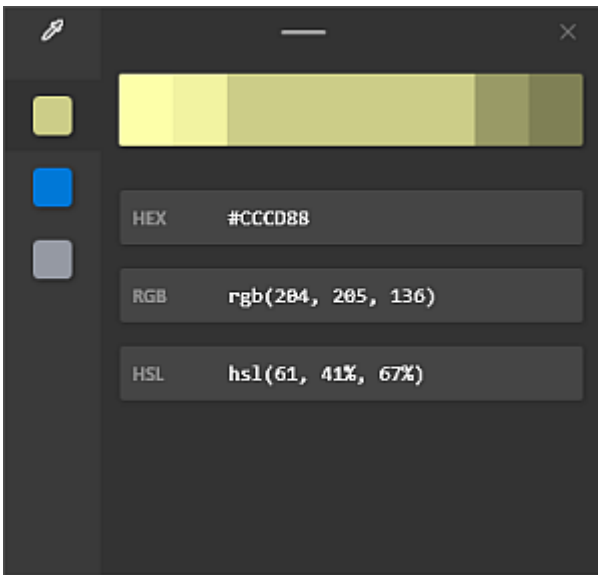 HEX #CCCD88
RGB rgb(204, 205, 136)
HSL hsl(61, 41%, 67%)